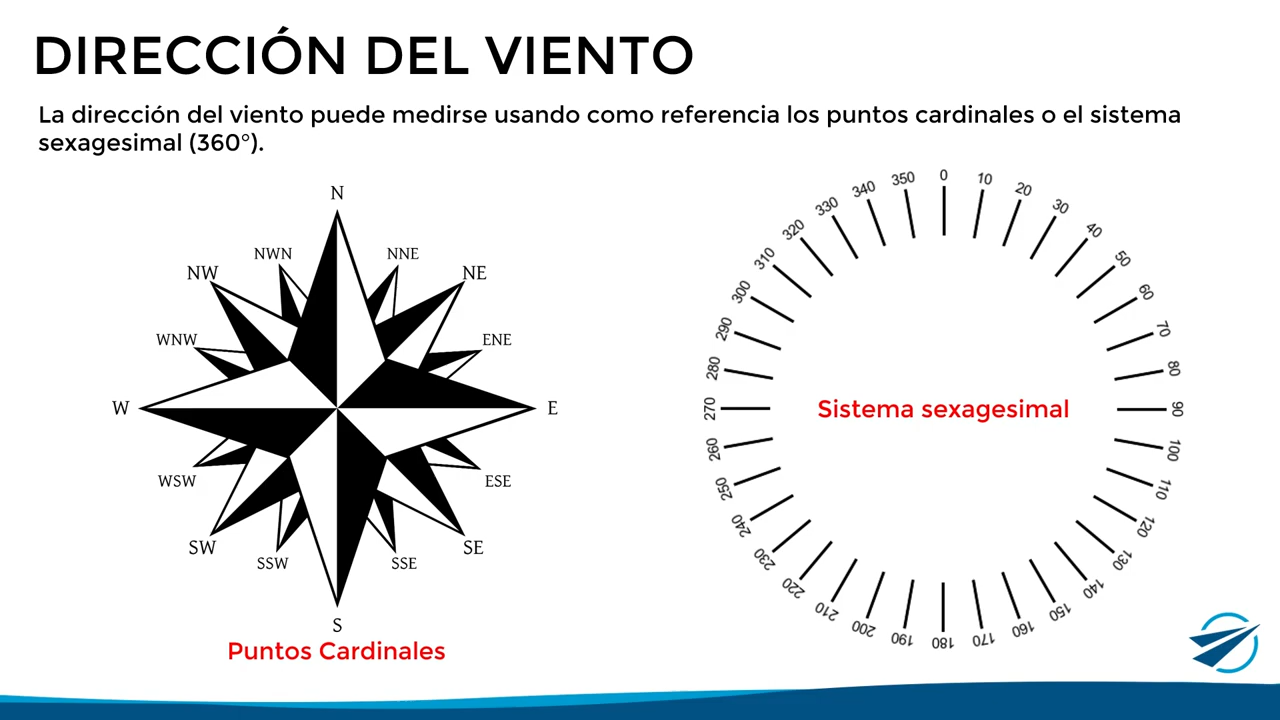 DIRECCIÓN DEL VIENTO
La dirección del viento puede medirse usando como referencia los puntos cardinales o el sistema
sexagesimal (360°).
N
NWN
NNE
NW
NE
WNW
ENE
W
E
WSW
ESE
SW
SE
SSW
SSE
S
Puntos Cardinales
0
10
20
30
40
50
60
70
80
90
100
110
120
130
140
150
160
170
180
190
200
210
220
230
240
250
260
270
280
290
300
310
320
330
340
350
Sistema sexagesimal